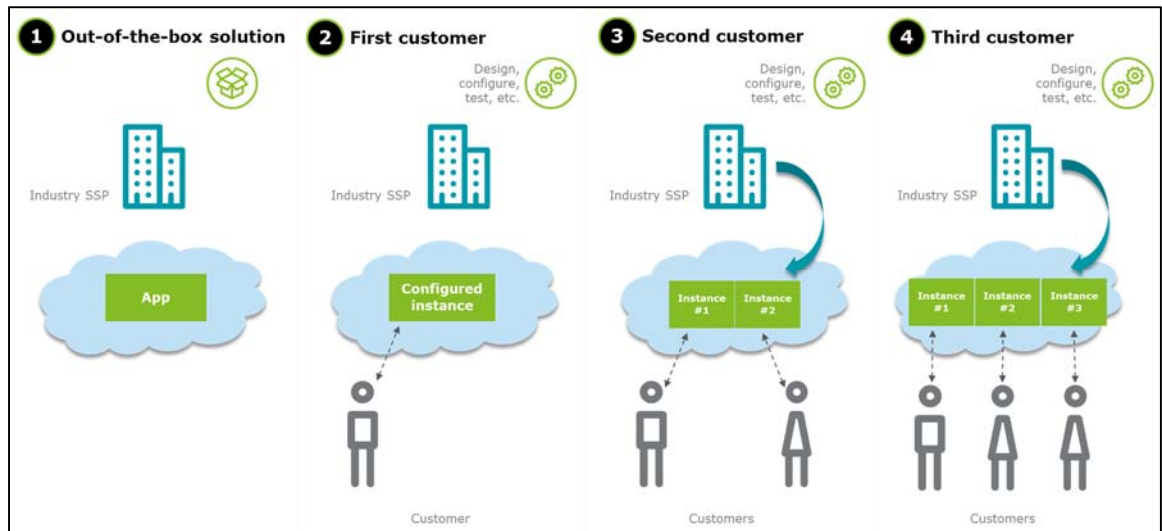 1 Out-of-the-box solution
Industry SSP
App
2 First customer
Design,
configure,
test, etc.
Industry SSP
Configured
instance
Customer
3 Second customer
Design,
configure,
test, etc.
Industry SSP
Instance
#1
Instance
#2
Customers
4 Third customer
Design,
configure,
test, etc.
Industry SSP
Instance
#1
Instance
#2
Instance
#3
Customers